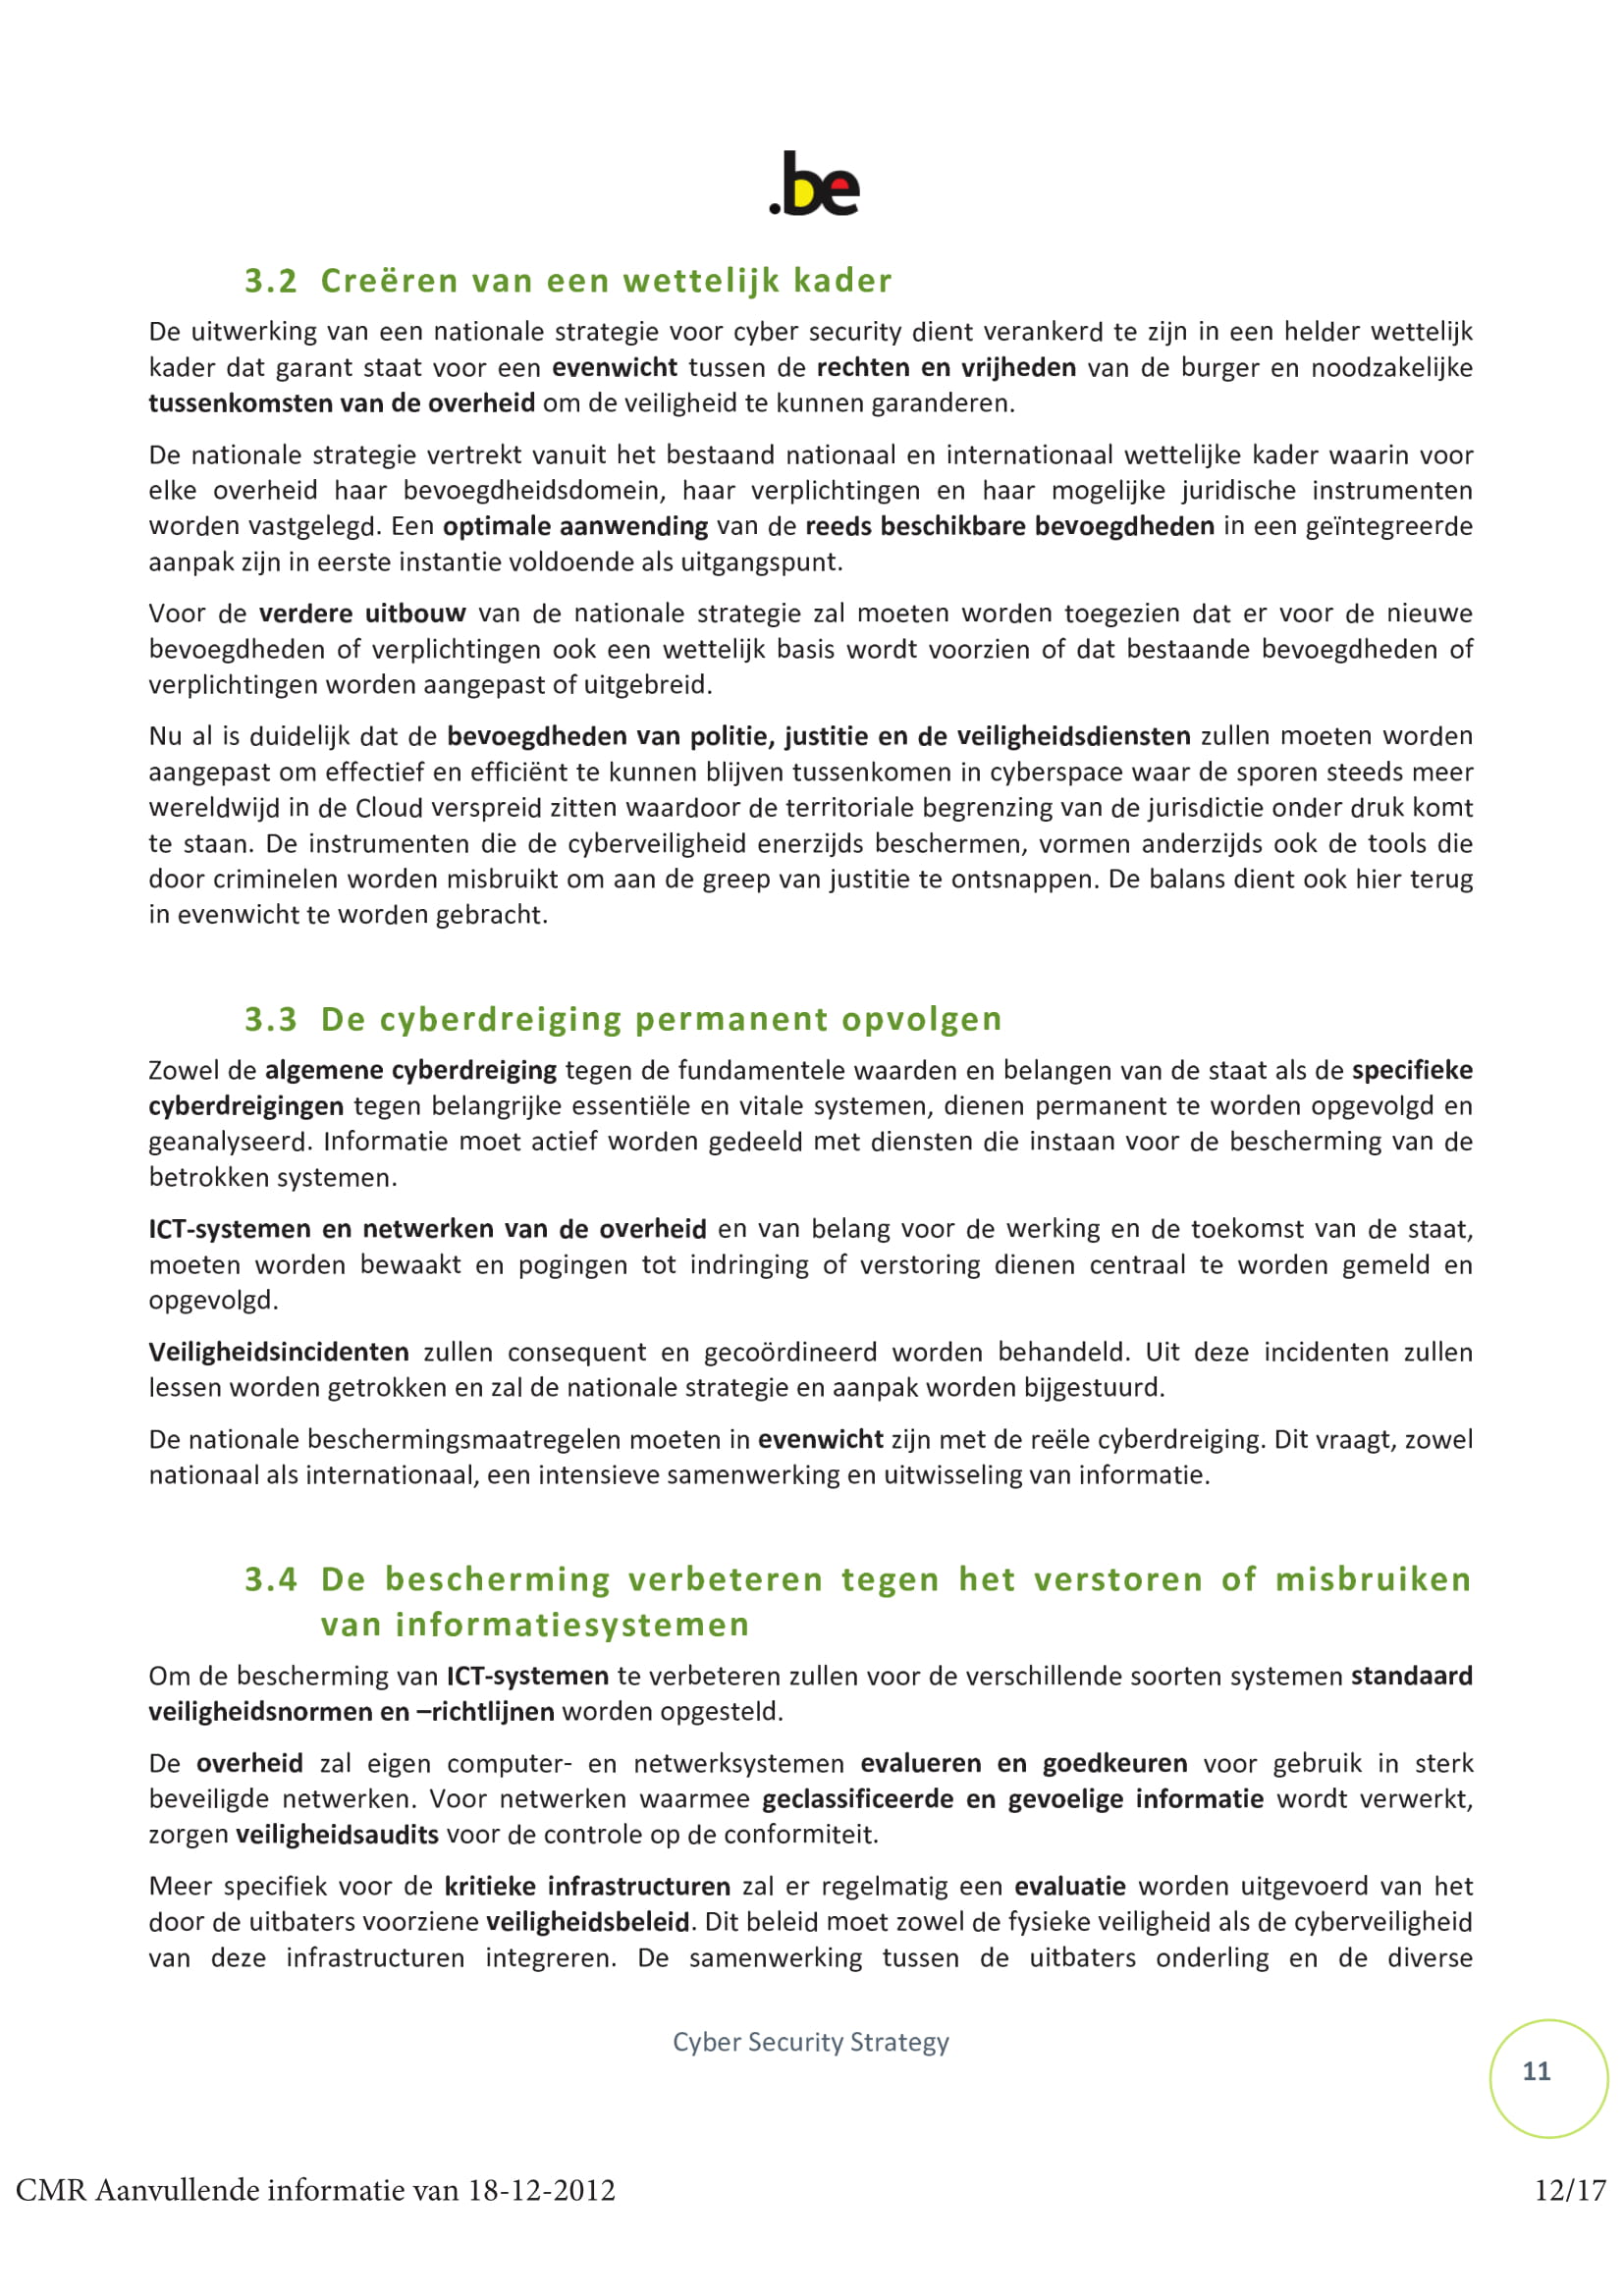 .be
3.2 Creëren van een wettelijk kader
De uitwerking van een nationale strategie voor cyber security dient verankerd te zijn in een helder wettelijk
kader dat garant staat voor een evenwicht tussen de rechten en vrijheden van de burger en noodzakelijke
tussenkomsten van de overheid om de veiligheid te kunnen garanderen.
De nationale strategie vertrekt vanuit het bestaand nationaal en internationaal wettelijke kader waarin voor
elke overheid haar bevoegdheidsdomein, haar verplichtingen en haar mogelijke juridische instrumenten
worden vastgelegd. Een optimale aanwending van de reeds beschikbare bevoegdheden in een geïntegreerde
aanpak zijn in eerste instantie voldoende als uitgangspunt.
Voor de verdere uitbouw van de nationale strategie zal moeten worden toegezien dat er voor de nieuwe
bevoegdheden of verplichtingen ook een wettelijk basis wordt voorzien of dat bestaande bevoegdheden of
verplichtingen worden aangepast of uitgebreid.
Nu al is duidelijk dat de bevoegdheden van politie, justitie en de veiligheidsdiensten zullen moeten worden
aangepast om effectief en efficiënt te kunnen blijven tussenkomen in cyberspace waar de sporen steeds meer
wereldwijd in de Cloud verspreid zitten waardoor de territoriale begrenzing van de jurisdictie onder druk komt
te staan. De instrumenten die de cyberveiligheid enerzijds beschermen, vormen anderzijds ook de tools die
door criminelen worden misbruikt om aan de greep van justitie te ontsnappen. De balans dient ook hier terug
in evenwicht te worden gebracht.
3.3 De cyberdreiging permanent opvolgen
Zowel de algemene cyberdreiging tegen de fundamentele waarden en belangen van de staat als de specifieke
cyberdreigingen tegen belangrijke essentiële en vitale systemen, dienen permanent te worden opgevolgd en
geanalyseerd. Informatie moet actief worden gedeeld met diensten die instaan voor de bescherming van de
betrokken systemen.
ICT-systemen en netwerken van de overheid en van belang voor de werking en de toekomst van de staat,
moeten worden bewaakt en pogingen tot indringing of verstoring dienen centraal te worden gemeld en
opgevolgd.
Veiligheidsincidenten zullen consequent en gecoördineerd worden behandeld. Uit deze incidenten zullen
lessen worden getrokken en zal de nationale strategie en aanpak worden bijgestuurd.
De nationale beschermingsmaatregelen moeten in evenwicht zijn met de reële cyberdreiging. Dit vraagt, zowel
nationaal als internationaal, een intensieve samenwerking en uitwisseling van informatie.
3.4 De bescherming verbeteren tegen het verstoren of misbruiken
van informatiesystemen
Om de bescherming van ICT-systemen te verbeteren zullen voor de verschillende soorten systemen standaard
veiligheidsnormen en –richtlijnen worden opgesteld.
De overheid zal eigen computer- en netwerksystemen evalueren en goedkeuren voor gebruik in sterk
beveiligde netwerken. Voor netwerken waarmee geclassificeerde en gevoelige informatie wordt verwerkt,
zorgen veiligheidsaudits voor de controle op de conformiteit.
Meer specifiek voor de kritieke infrastructuren zal er regelmatig een evaluatie worden uitgevoerd van het
door de uitbaters voorziene veiligheidsbeleid. Dit beleid moet zowel de fysieke veiligheid als de cyberveiligheid
van deze infrastructuren integreren. De samenwerking tussen de uitbaters onderling en de diverse
Cyber Security Strategy
11
CMR Aanvullende informatie van 18-12-2012
12/17